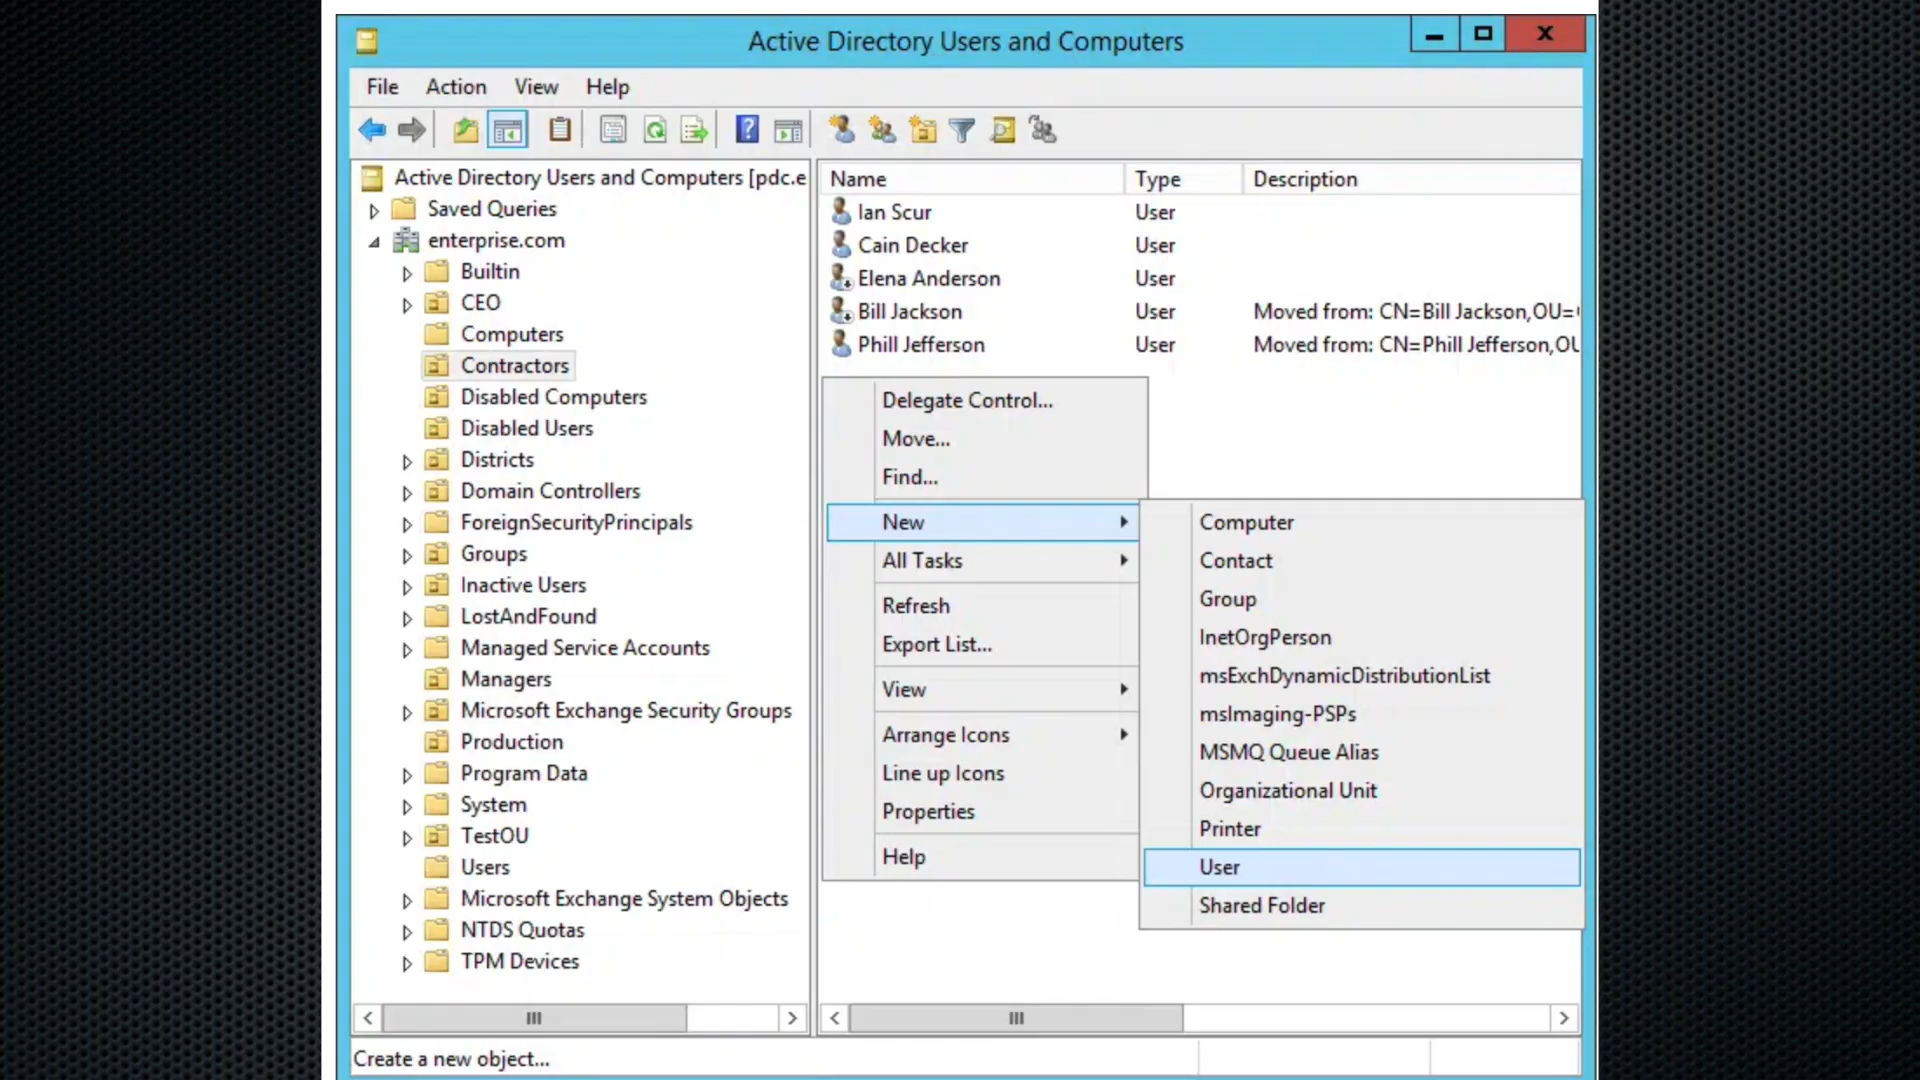 Active Directory Users and Computers
File Action View Help
Active Directory Users and Computers [pdc.e
Saved Queries
enterprise.com
Builtin
CEO
Computers
Contractors
Disabled Computers
Disabled Users
Districts
Domain Controllers
ForeignSecurityPrincipals
Groups
Inactive Users
LostAndFound
Managed Service Accounts
Managers
Microsoft Exchange Security Groups
Production
Program Data
System
TestOU
Users
Microsoft Exchange System Objects
NTDS Quotas
TPM Devices
Name Type Description
Ian Scur User
Cain Decker User
Elena Anderson User
Bill Jackson User Moved from: CN=Bill Jackson,OU=
Phill Jefferson User Moved from: CN=Phill Jefferson,OU
Delegate Control...
Move...
Find...
New
All Tasks
Refresh
Export List...
View
Arrange Icons
Line up Icons
Properties
Help
Computer
Contact
Group
InetOrgPerson
msExchDynamicDistributionList
msImaging-PSPs
MSMQ Queue Alias
Organizational Unit
Printer
User
Shared Folder
Create a new object...